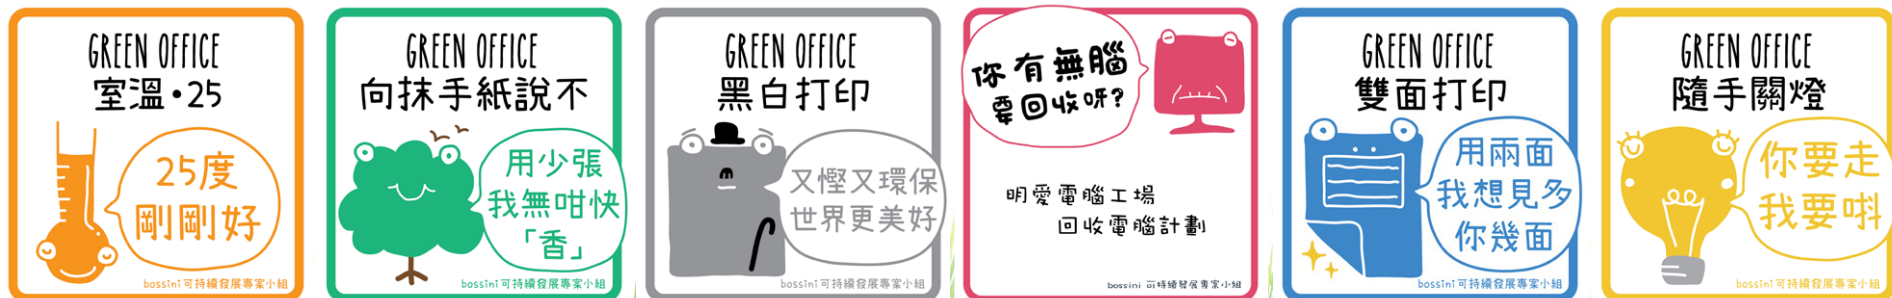 GREEN OFFICE
室溫·25
25度
剛剛好
bossini可持續發展專案小組
GREEN OFFICE
向抹手紙說不
用少張
我無咁快
「香」
bossini可持續發展專案小組
GREEN OFFICE
黑白打印
又慳又環保
世界更美好
bossini可持續發展專案小組
你有無腦
要回收呀?
明愛電腦工場
回收電腦計劃
bossini 可持續發展專案小組
GREEN OFFICE
雙面打印
用兩面
我想見多
你幾面
bossini可持續發展專案小組
GREEN OFFICE
隨手關燈
你要走
我要唞
bossini可持續發展專案小組